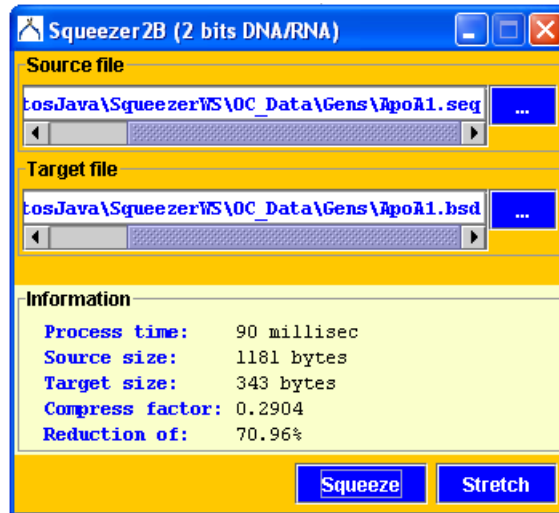 Squeezer2B (2 bits DNA/RNA)
Source file
tosJava\SqueezerWS\OC_Data\Gens\ApoA1.seq ...
Target file
tosJava\SqueezerWS\OC_Data\Gens\ApoA1.bsd ...
Information
Process time: 90 millisec
Source size: 1181 bytes
Target size: 343 bytes
Compress factor: 0.2904
Reduction of: 70.96%
Squeeze Stretch